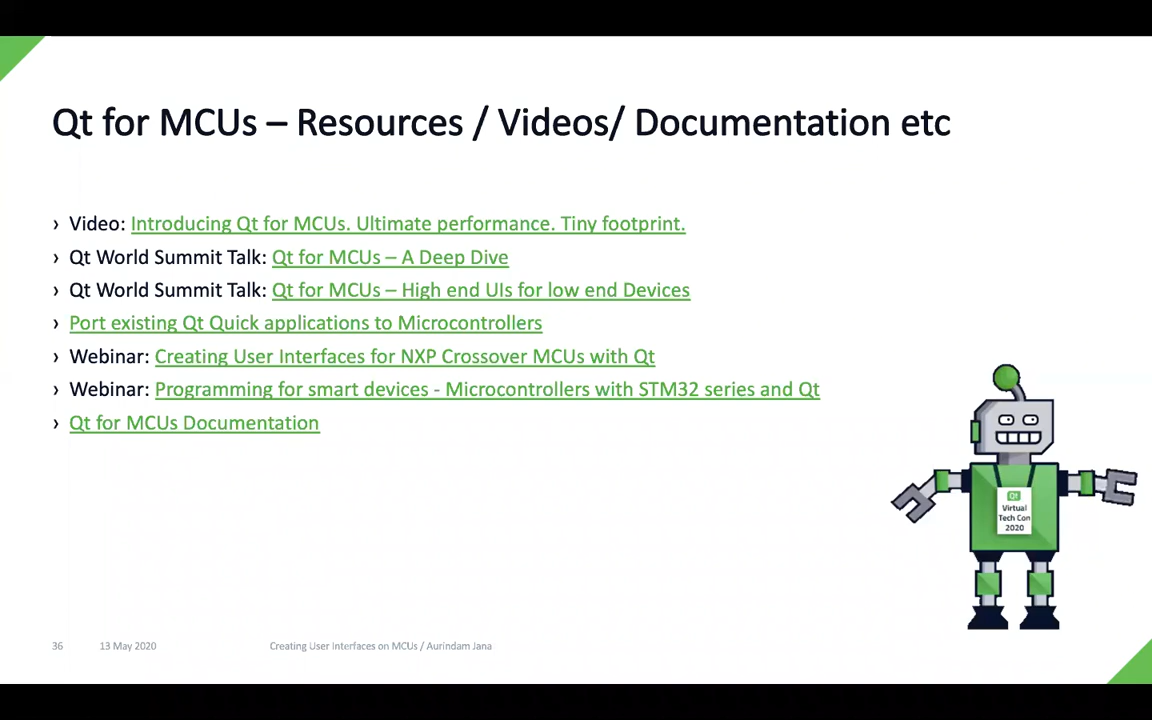 Qt for MCUs – Resources / Videos/ Documentation etc
› Video: Introducing Qt for MCUs. Ultimate performance. Tiny footprint.
› Qt World Summit Talk: Qt for MCUs – A Deep Dive
› Qt World Summit Talk: Qt for MCUs – High end UIs for low end Devices
› Port existing Qt Quick applications to Microcontrollers
› Webinar: Creating User Interfaces for NXP Crossover MCUs with Qt
› Webinar: Programming for smart devices - Microcontrollers with STM32 series and Qt
› Qt for MCUs Documentation
Qt
Virtual
Tech Con
2020
36 13 May 2020 Creating User Interfaces on MCUs / Aurindam Jana